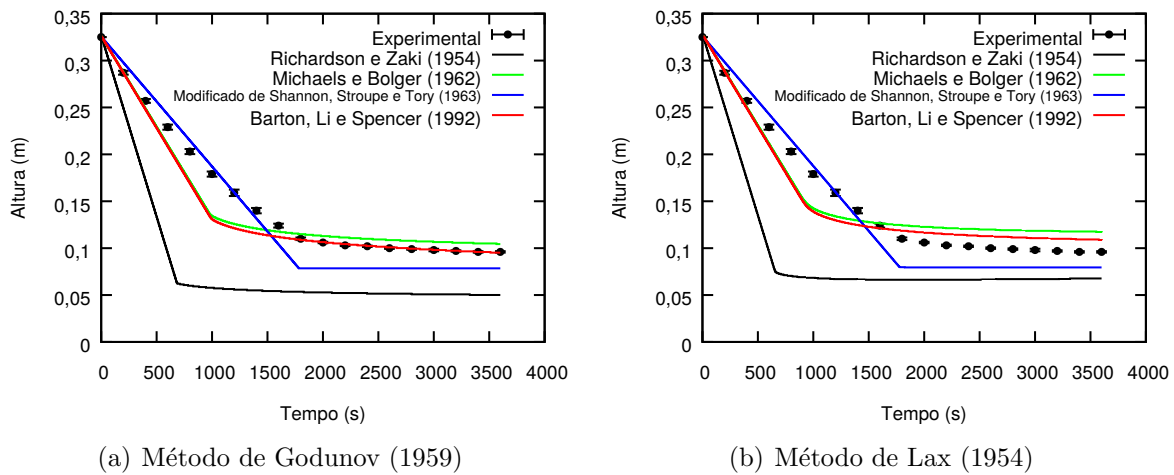 0,35
0,3
0,25
0,2
0,15
0,1
0,05
0
Altura (m)
0 500 1000 1500 2000 2500 3000 3500 4000
Tempo (s)
Experimental
Richardson e Zaki (1954)
Michaels e Bolger (1962)
Modificado de Shannon, Stroupe e Tory (1963)
Barton, Li e Spencer (1992)
(a) Método de Godunov (1959)
0,35
0,3
0,25
0,2
0,15
0,1
0,05
0
Altura (m)
0 500 1000 1500 2000 2500 3000 3500 4000
Tempo (s)
Experimental
Richardson e Zaki (1954)
Michaels e Bolger (1962)
Modificado de Shannon, Stroupe e Tory (1963)
Barton, Li e Spencer (1992)
(b) Método de Lax (1954)